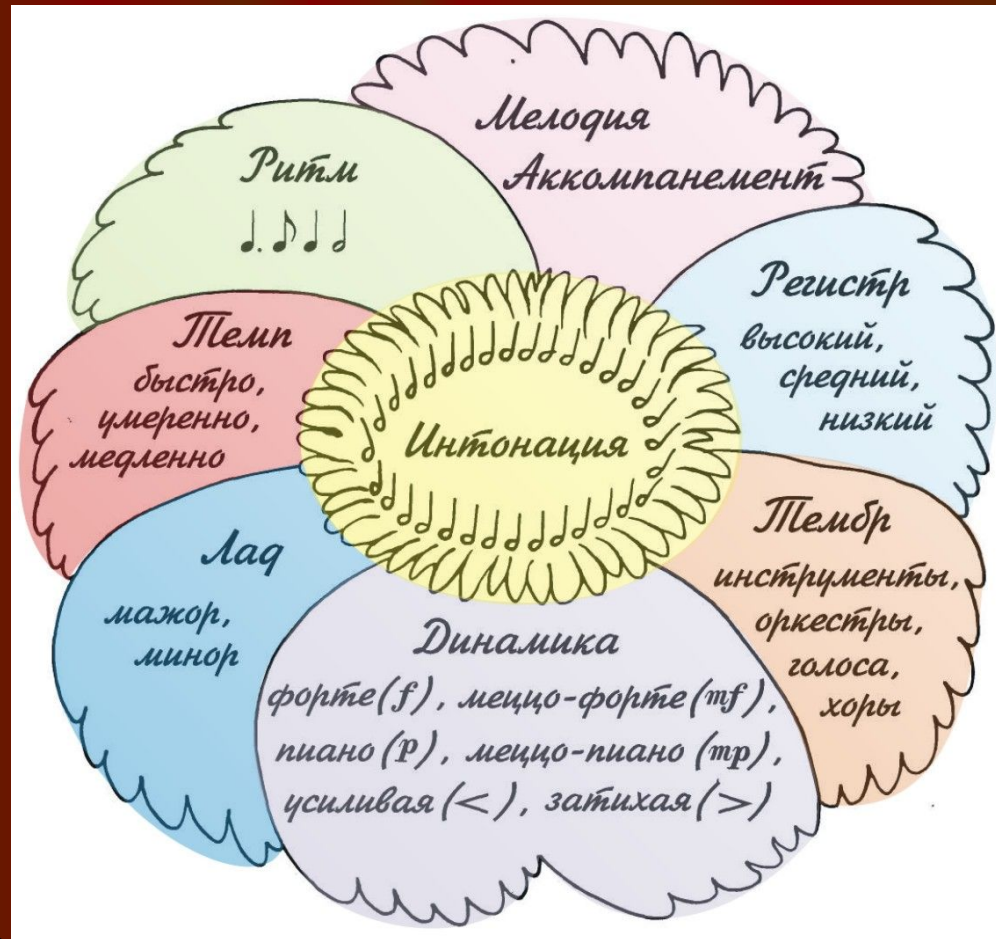 Мелодия
Аккомпанемент
Регистр
высокий,
средний,
низкий
Тембр
инструменты,
оркестры,
голоса,
хоры
Динамика
форте(f), меццо-форте(mf),
пиано(p), меццо-пиано(mp),
усиливая(<), затихая(>)
Лад
мажор,
минор
Темп
быстро,
умеренно,
медленно
Ритм
Интонация